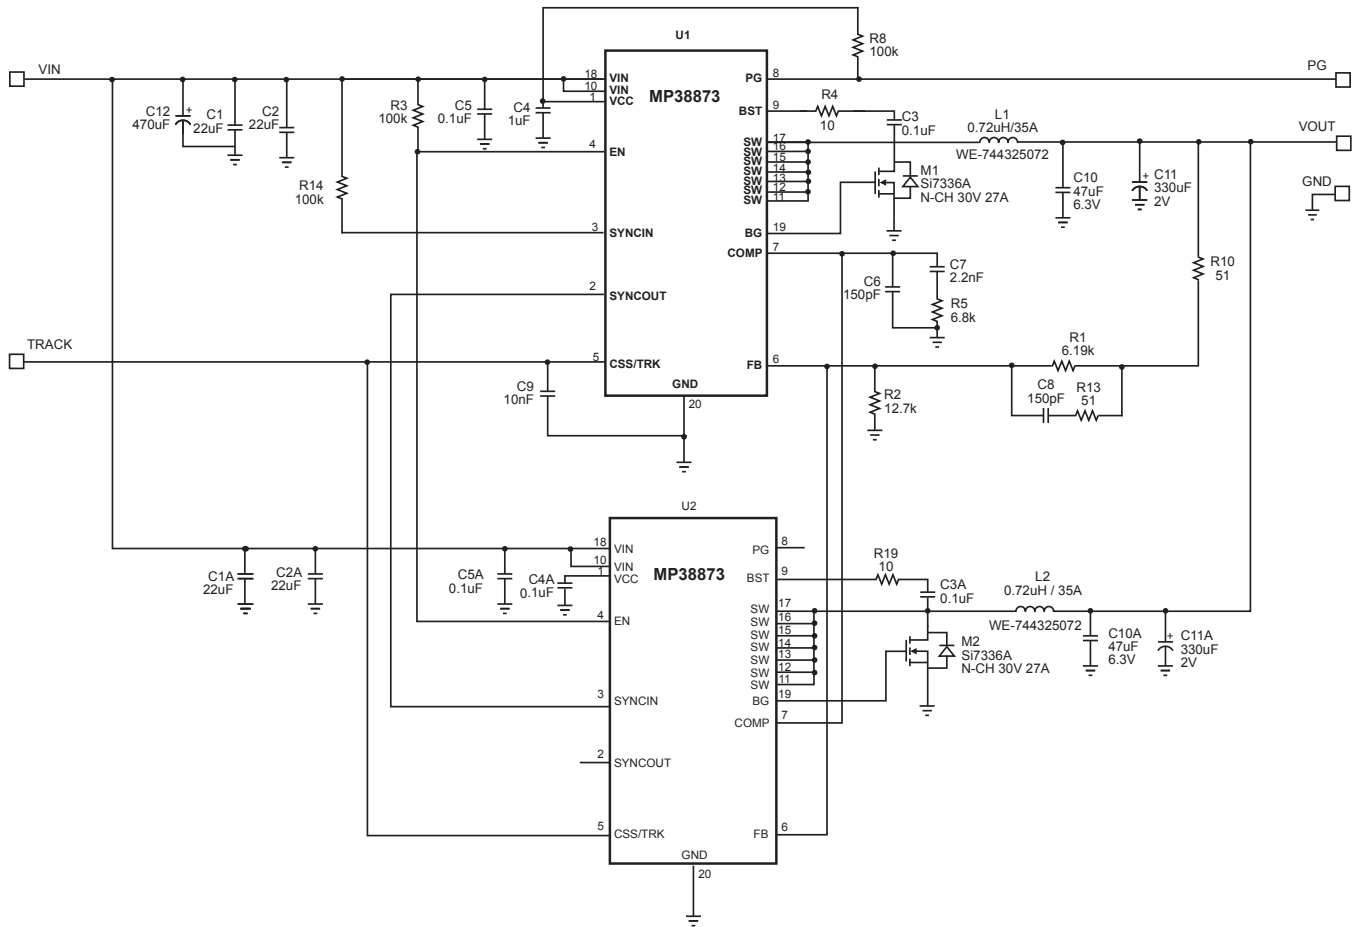 U1
R8
100k
VIN
PG
18 VIN
10 VIN
1 VCC
MP38873
PG 8
C12
470uF
+
C1
22uF
C2
22uF
R3
100k
C5
0.1uF
C4
1uF
BST 9
R4
10
C3
0.1uF
L1
0.72uH/35A
WE-744325072
VOUT
4 EN
SW 17
SW 16
SW 15
SW 14
SW 13
SW 12
SW 11
R14
100k
M1
Si7336A
N-CH 30V 27A
C10
47uF
6.3V
+
C11
330uF
2V
GND
3 SYNCIN
BG 19
COMP 7
C6
150pF
C7
2.2nF
R5
6.8k
R10
51
2 SYNCOUT
TRACK
5 CSS/TRK
FB 6
R1
6.19k
C8
150pF
R13
51
R2
12.7k
C9
10nF
GND
20
U2
MP38873
18 VIN
10 VIN
1 VCC
PG 8
C1A
22uF
C2A
22uF
C5A
0.1uF
C4A
0.1uF
BST 9
R19
10
C3A
0.1uF
L2
0.72uH / 35A
WE-744325072
4 EN
SW 17
SW 16
SW 15
SW 14
SW 13
SW 12
SW 11
M2
Si7336A
N-CH 30V 27A
C10A
47uF
6.3V
+
C11A
330uF
2V
3 SYNCIN
BG 19
COMP 7
2 SYNCOUT
5 CSS/TRK
FB 6
GND
20